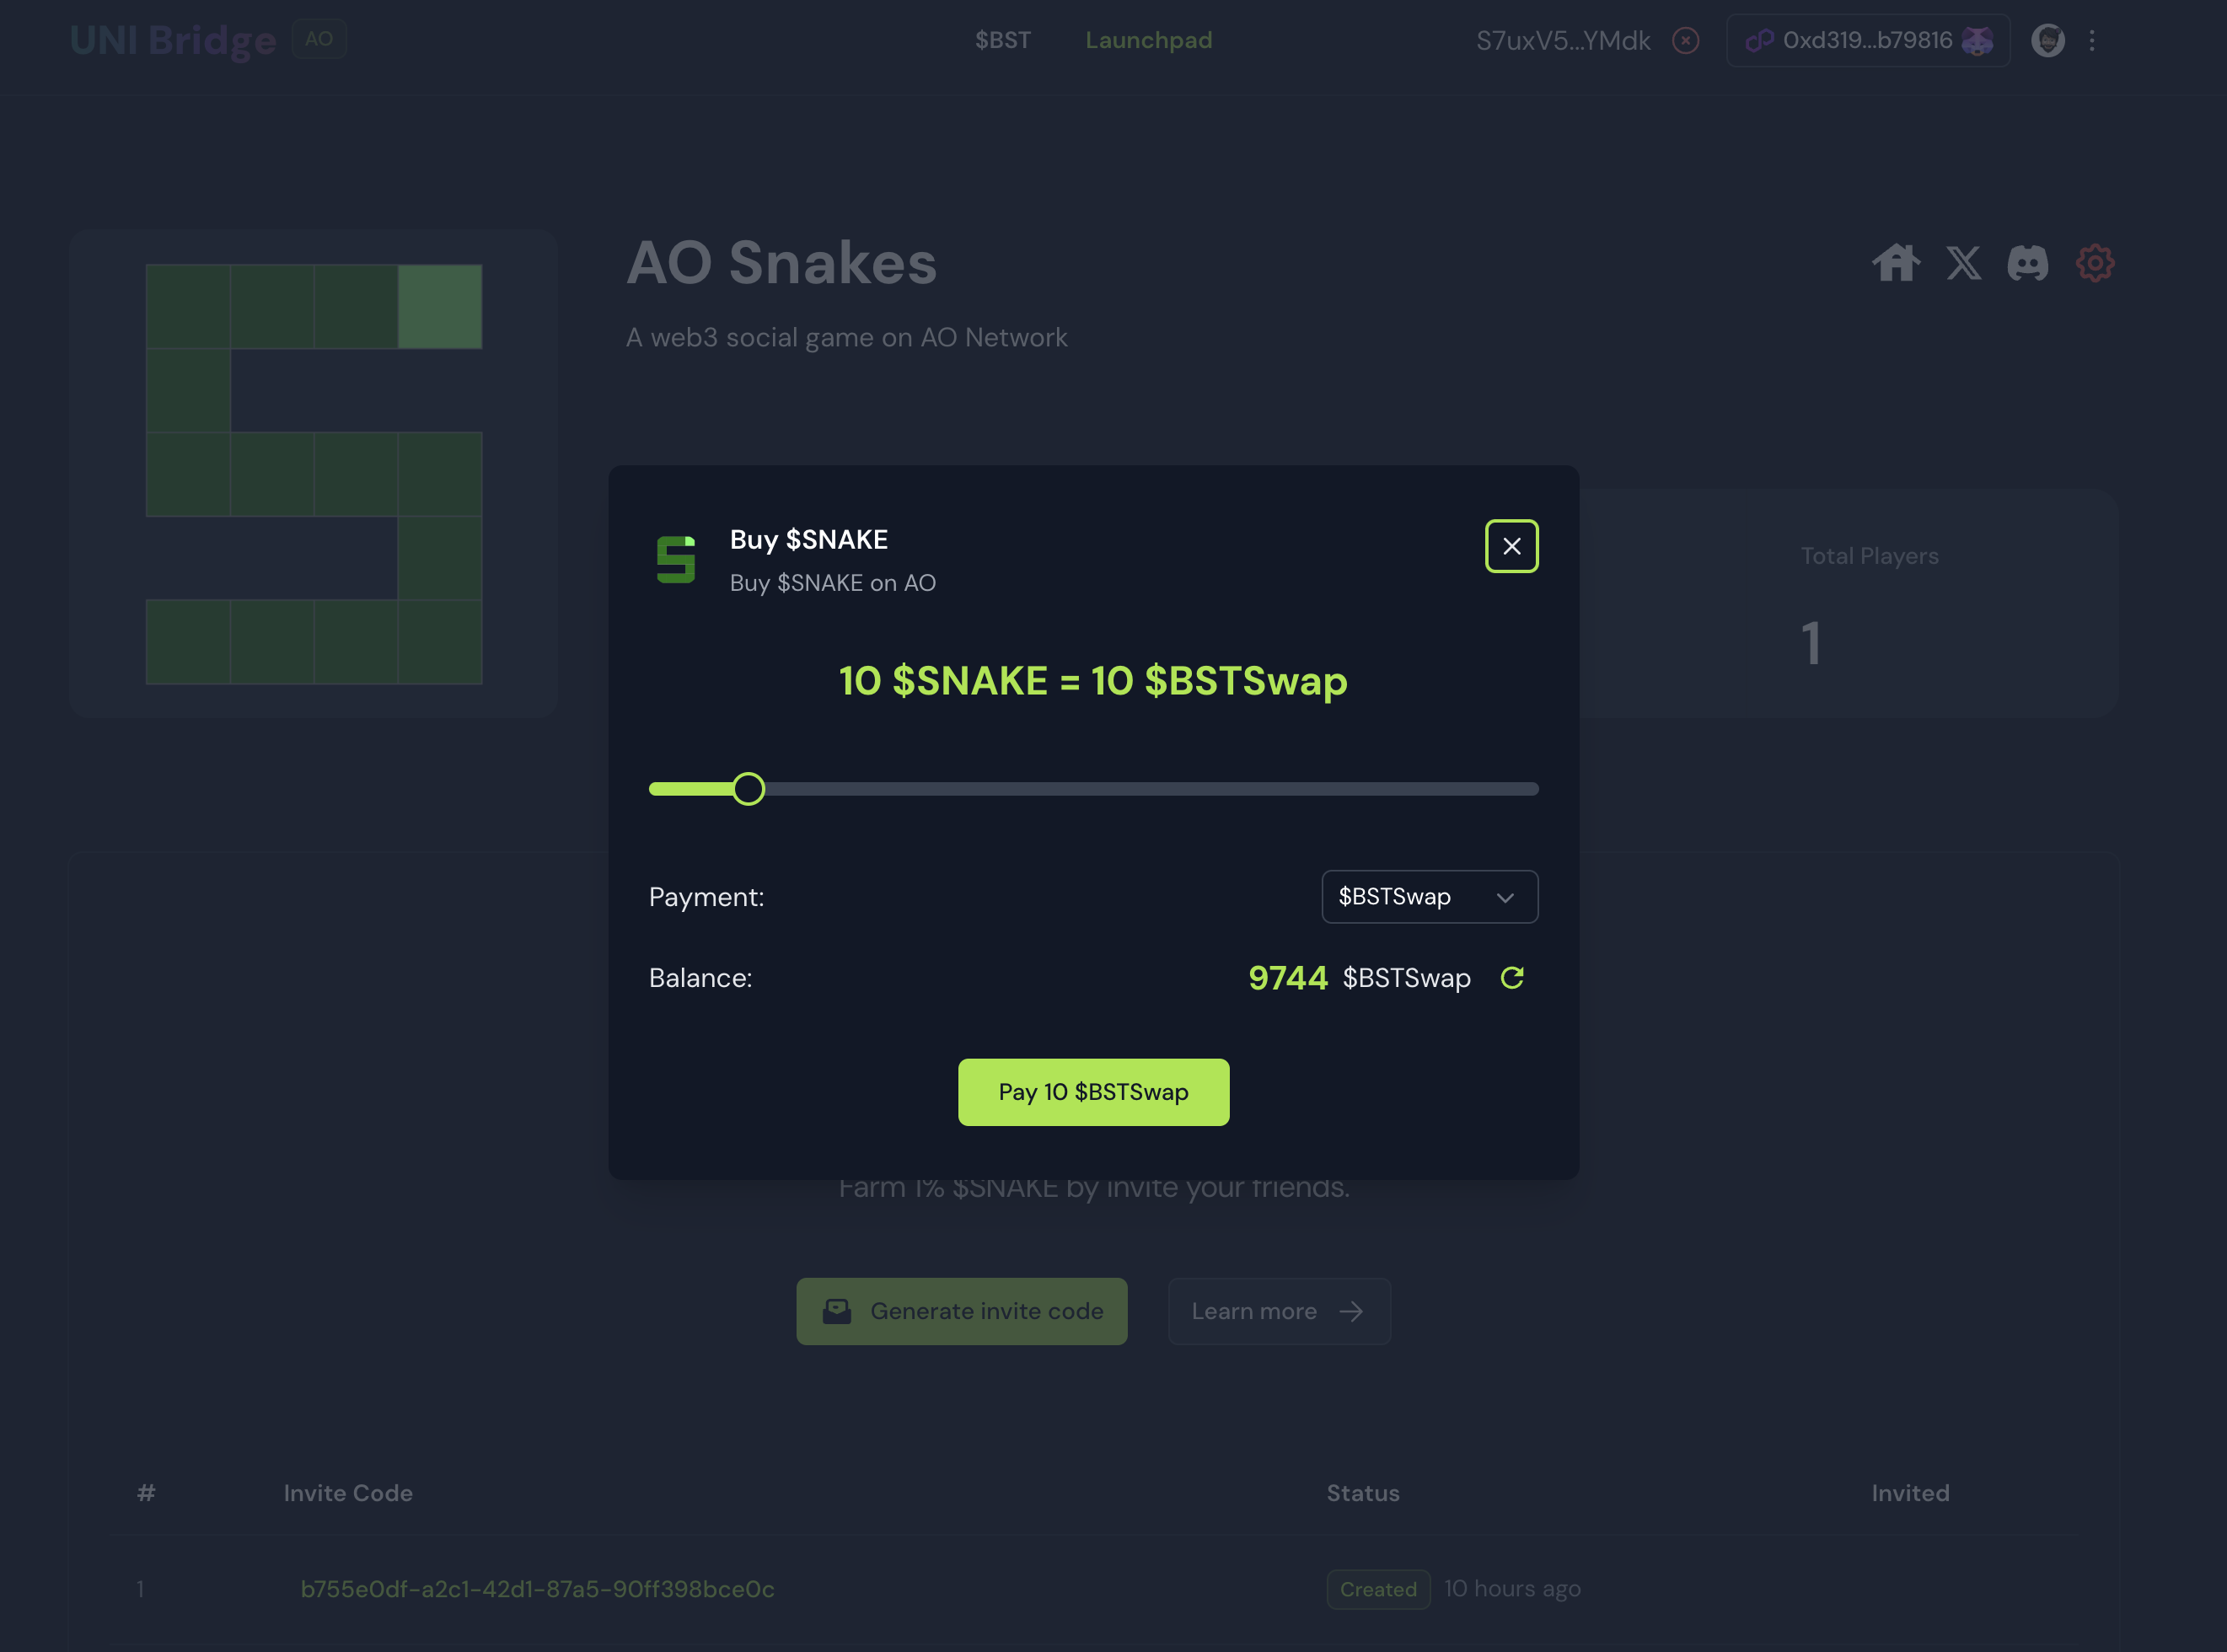 UNI Bridge AO
$BST Launchpad
S7uxV5...YMdk 0xd319...b79816
AO Snakes
A web3 social game on AO Network
Total Players
1
Buy $SNAKE
Buy $SNAKE on AO
10 $SNAKE = 10 $BSTSwap
Payment: $BSTSwap
Balance: 9744 $BSTSwap
Pay 10 $BSTSwap
Farm 1% $SNAKE by invite your friends.
Generate invite code Learn more
# Invite Code Status Invited
1 b755e0df-a2c1-42d1-87a5-90ff398bce0c Created 10 hours ago